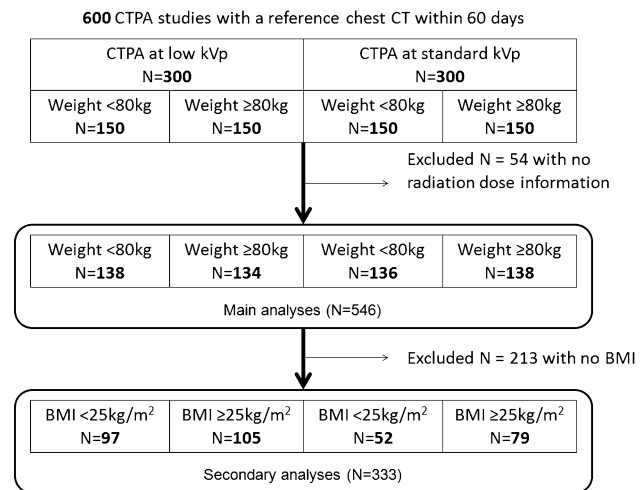 600 CTPA studies with a reference chest CT within 60 days
CTPA at low kVp
N=300
CTPA at standard kVp
N=300
Weight <80kg
N=150
Weight ≥80kg
N=150
Weight <80kg
N=150
Weight ≥80kg
N=150
Excluded N = 54 with no
radiation dose information
Weight <80kg
N=138
Weight ≥80kg
N=134
Weight <80kg
N=136
Weight ≥80kg
N=138
Main analyses (N=546)
Excluded N = 213 with no BMI
BMI <25kg/m²
N=97
BMI ≥25kg/m²
N=105
BMI <25kg/m²
N=52
BMI ≥25kg/m²
N=79
Secondary analyses (N=333)